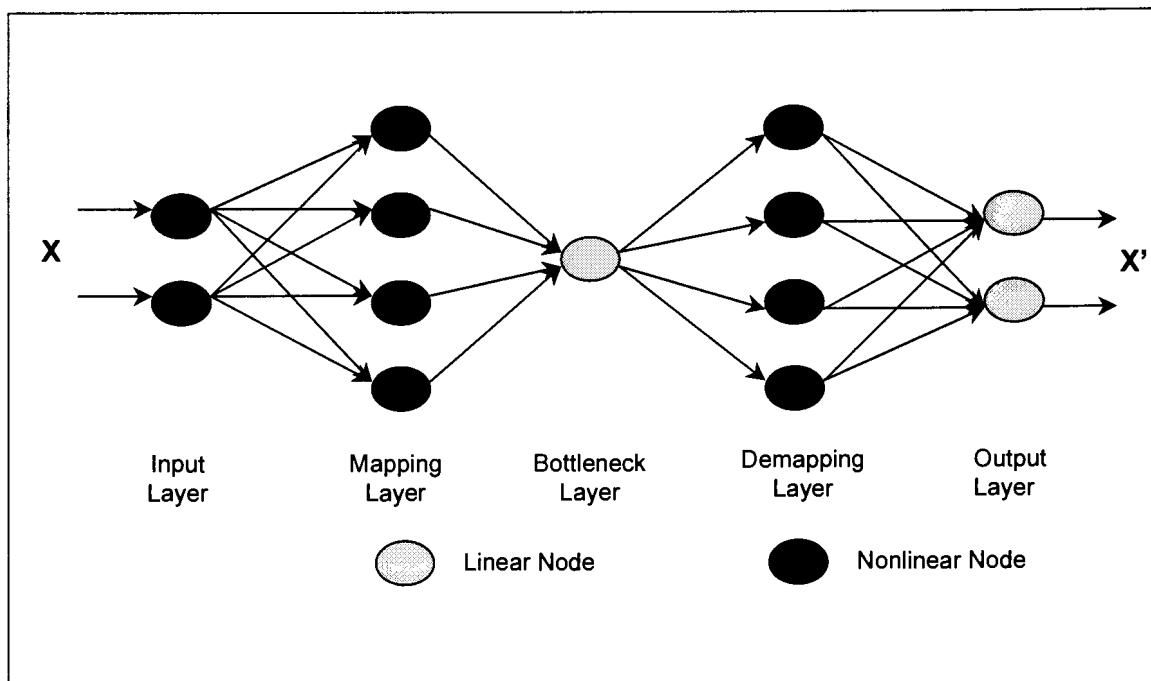 X
X'
Input
Layer
Mapping
Layer
Bottleneck
Layer
Demapping
Layer
Output
Layer
Linear Node
Nonlinear Node